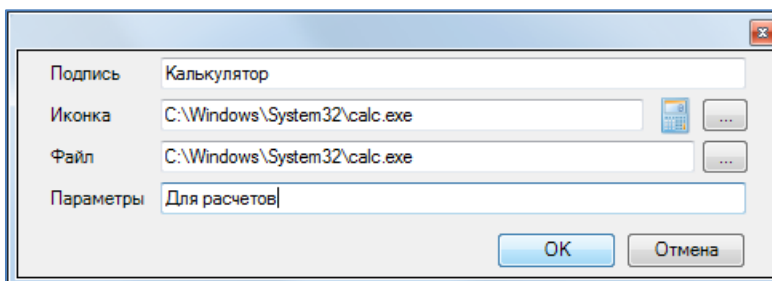 Подпись Калькулятор
Иконка C:\Windows\System32\calc.exe ...
Файл C:\Windows\System32\calc.exe ...
Параметры Для расчетов
OK Отмена